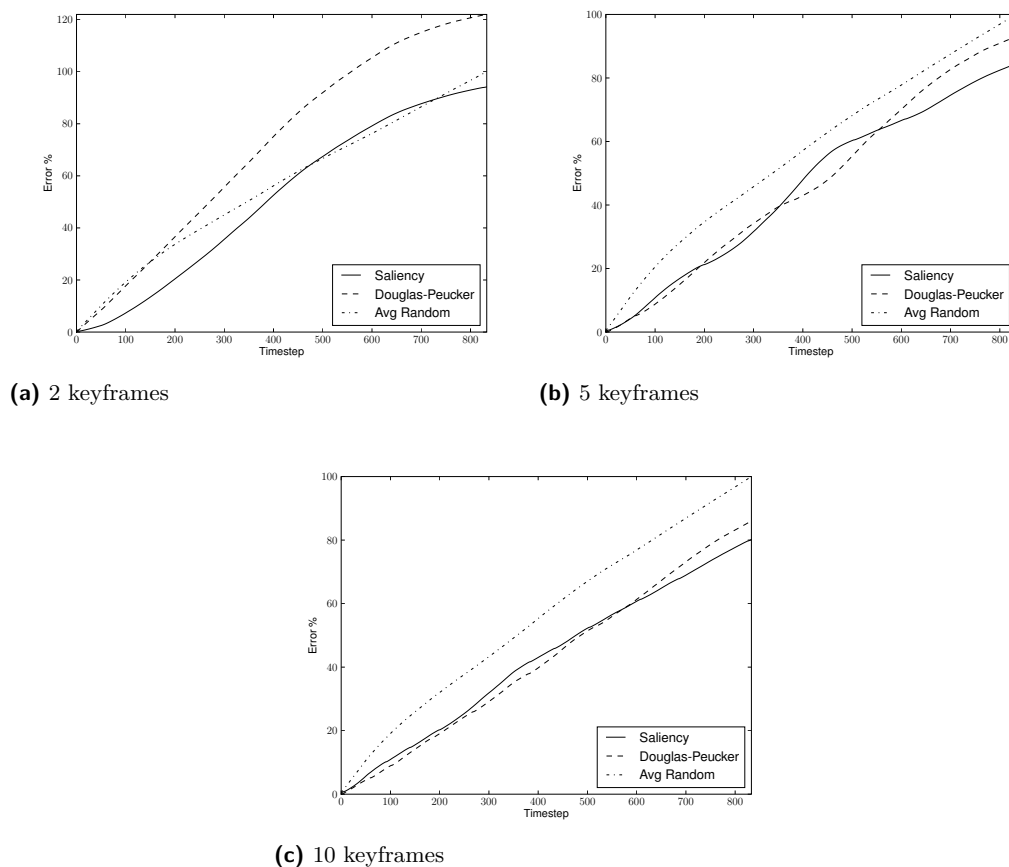 120
100
80
60
40
20
0
Error %
0 100 200 300 400 500 600 700 800
Timestep
Saliency
Douglas-Peucker
Avg Random
(a) 2 keyframes
100
80
60
40
20
0
Error %
0 100 200 300 400 500 600 700 800
Timestep
Saliency
Douglas-Peucker
Avg Random
(b) 5 keyframes
100
80
60
40
20
0
Error %
0 100 200 300 400 500 600 700 800
Timestep
Saliency
Douglas-Peucker
Avg Random
(c) 10 keyframes